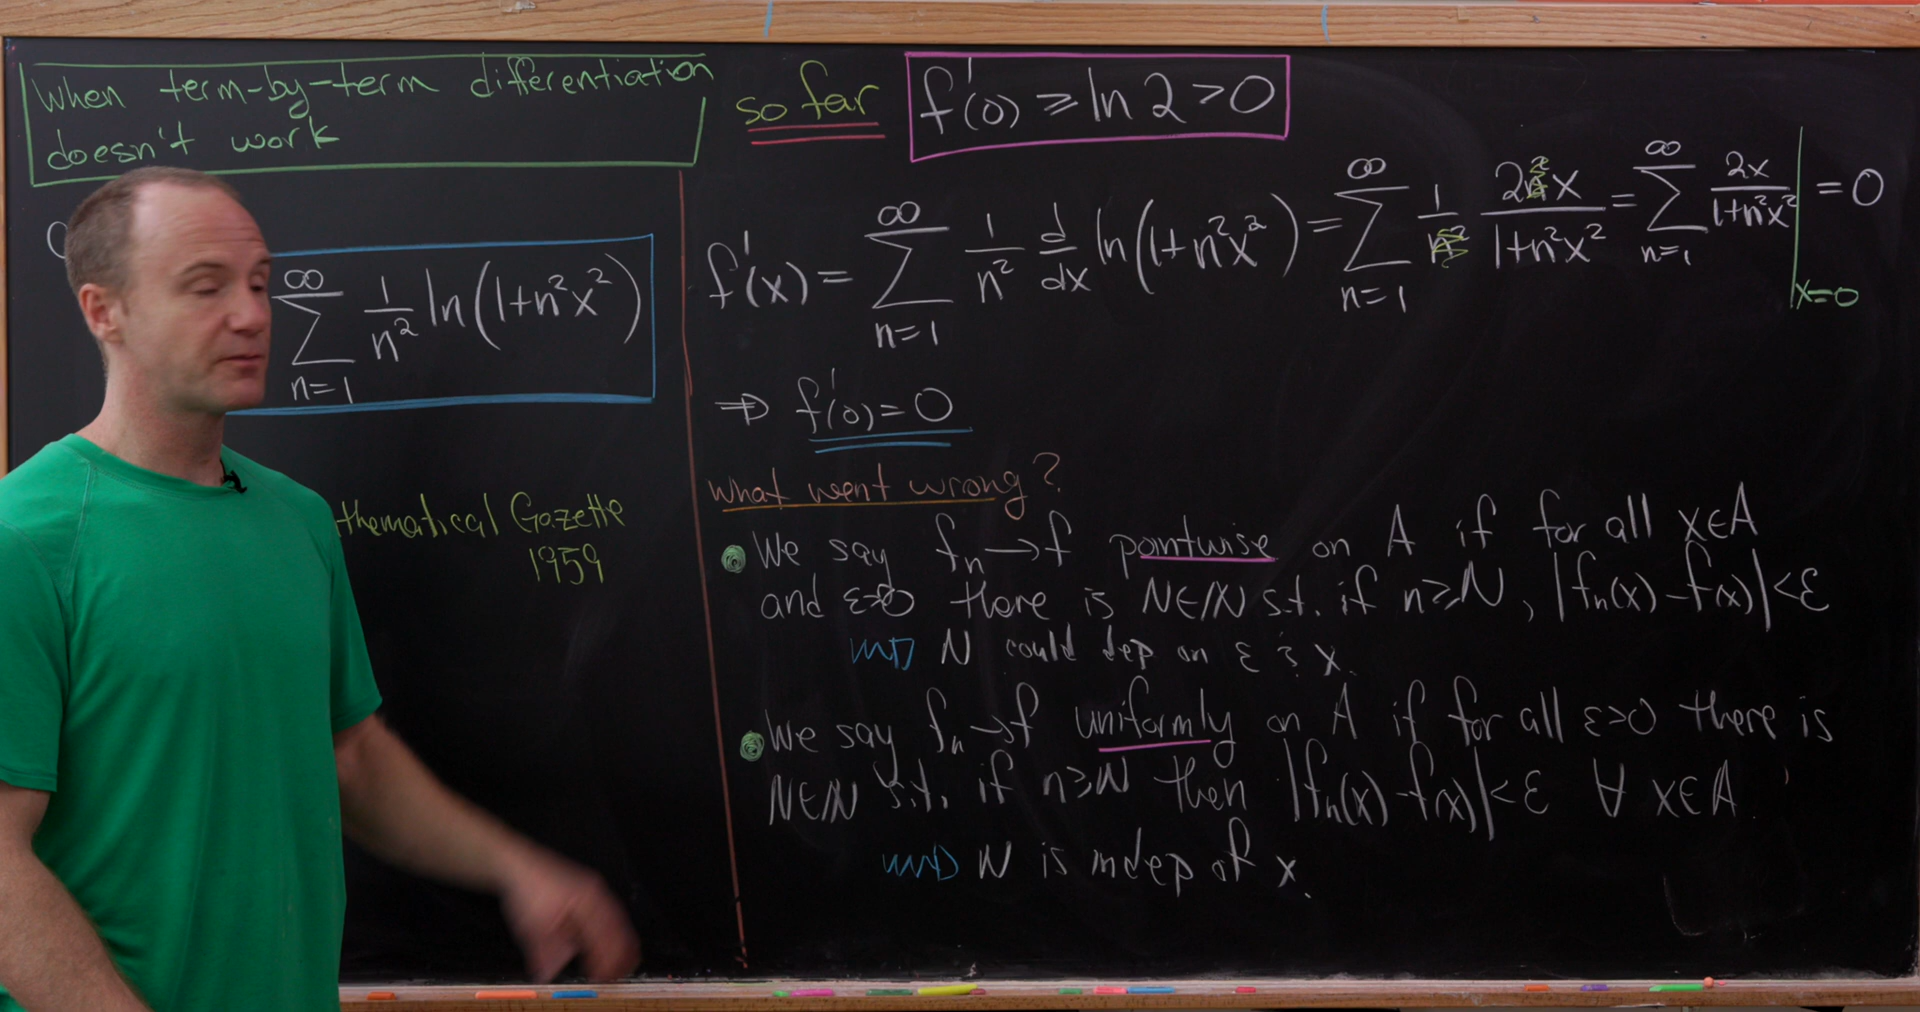 When term-by-term differentiation
doesn't work
∞ Σ n=1 1/n² ln(1+n²x²)
thematical Gazette
1959
so far f'(0) ≥ ln 2 > 0
f'(x) = ∞ Σ n=1 1/n² d/dx ln(1+n²x²) = ∞ Σ n=1 1/n² 2n²x/1+n²x² = ∞ Σ n=1 2x/1+n²x² | x=0 = 0
⇒ f'(0) = 0
what went wrong?
• We say fn → f pointwise on A if for all x∈A
and ε>0 there is N∈ℕ s.t. if n≥N, |fn(x)-f(x)|<ε
⇝ N could dep on ε & x.
• We say fn → f uniformly on A if for all ε>0 there is
N∈ℕ s.t. if n≥N then |fn(x)-f(x)|<ε ∀ x∈A.
⇝ N is indep of x.